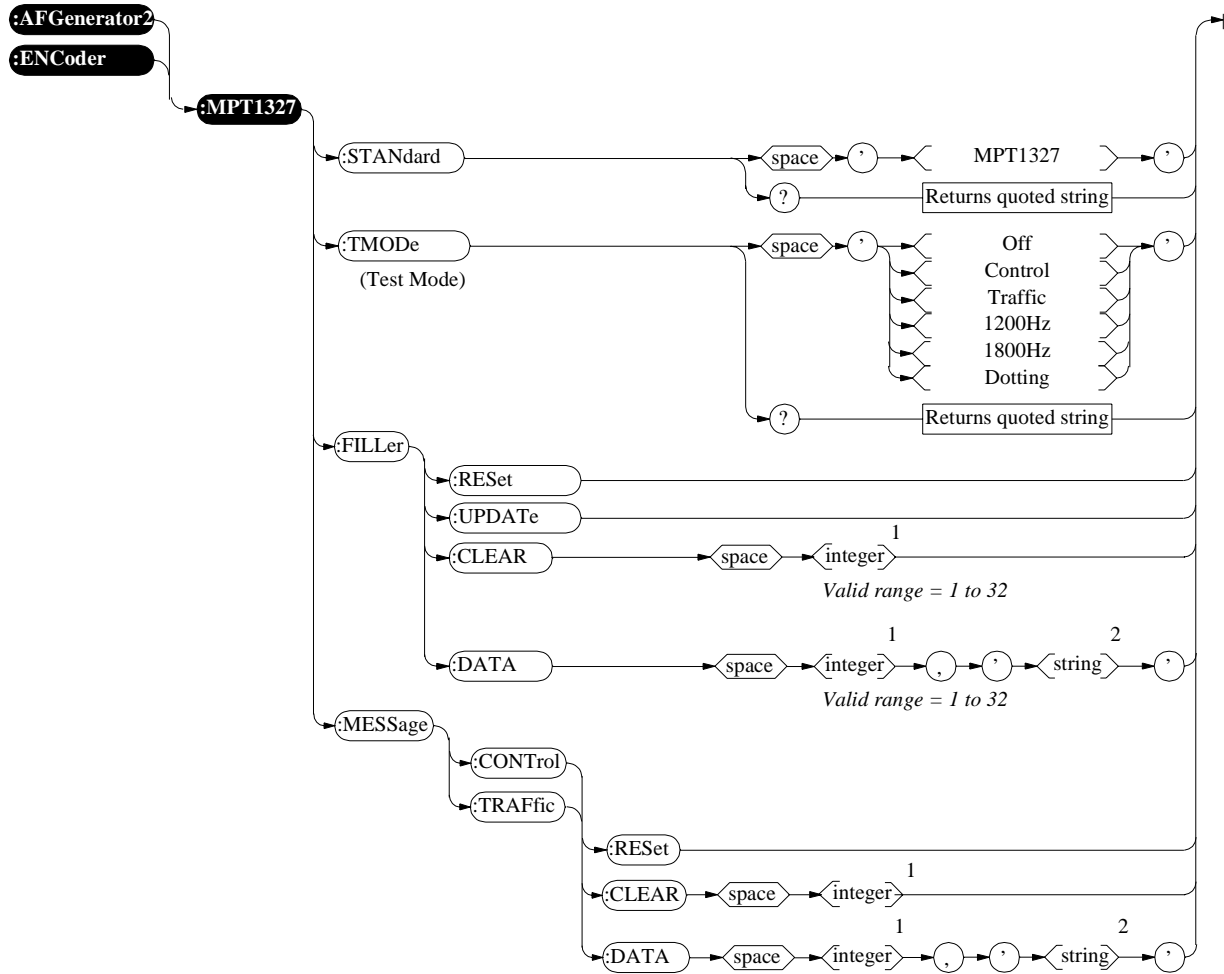 :AFGenerator2
:ENCoder
:MPT1327
:STANdard space ’ MPT1327 ’
? Returns quoted string
:TMODe space ’ Off ’
(Test Mode)
Control
Traffic
1200Hz
1800Hz
Dotting
? Returns quoted string
:FILLer
:RESet
:UPDATe
:CLEAR space integer 1
Valid range = 1 to 32
:DATA space integer 1 , ’ string 2 ’
Valid range = 1 to 32
:MESSage
:CONTrol
:TRAFfic
:RESet
:CLEAR space integer 1
:DATA space integer 1 , ’ string 2 ’